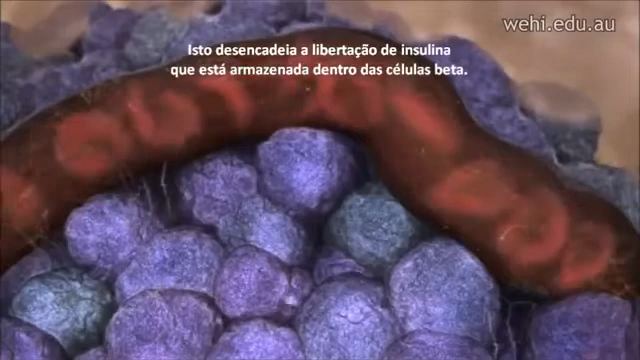 wehi.edu.au
Isto desencadeia a libertação de insulina
que está armazenada dentro das células beta.